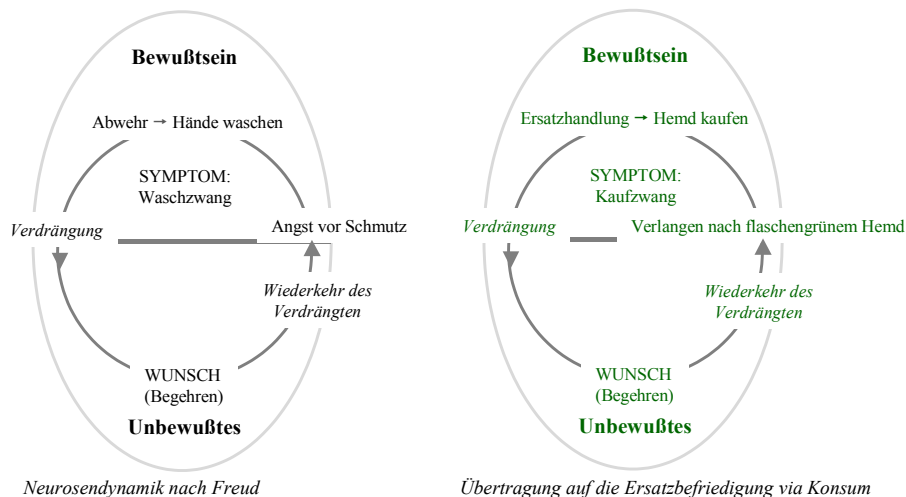 Bewußtsein
Abwehr → Hände waschen
SYMPTOM:
Waschzwang
Verdrängung
Angst vor Schmutz
Wiederkehr des
Verdrängten
WUNSCH
(Begehren)
Unbewußtes
Neurosendynamik nach Freud
Bewußtsein
Ersatzhandlung → Hemd kaufen
SYMPTOM:
Kaufzwang
Verdrängung
Verlangen nach flaschengrünem Hemd
Wiederkehr des
Verdrängten
WUNSCH
(Begehren)
Unbewußtes
Übertragung auf die Ersatzbefriedigung via Konsum